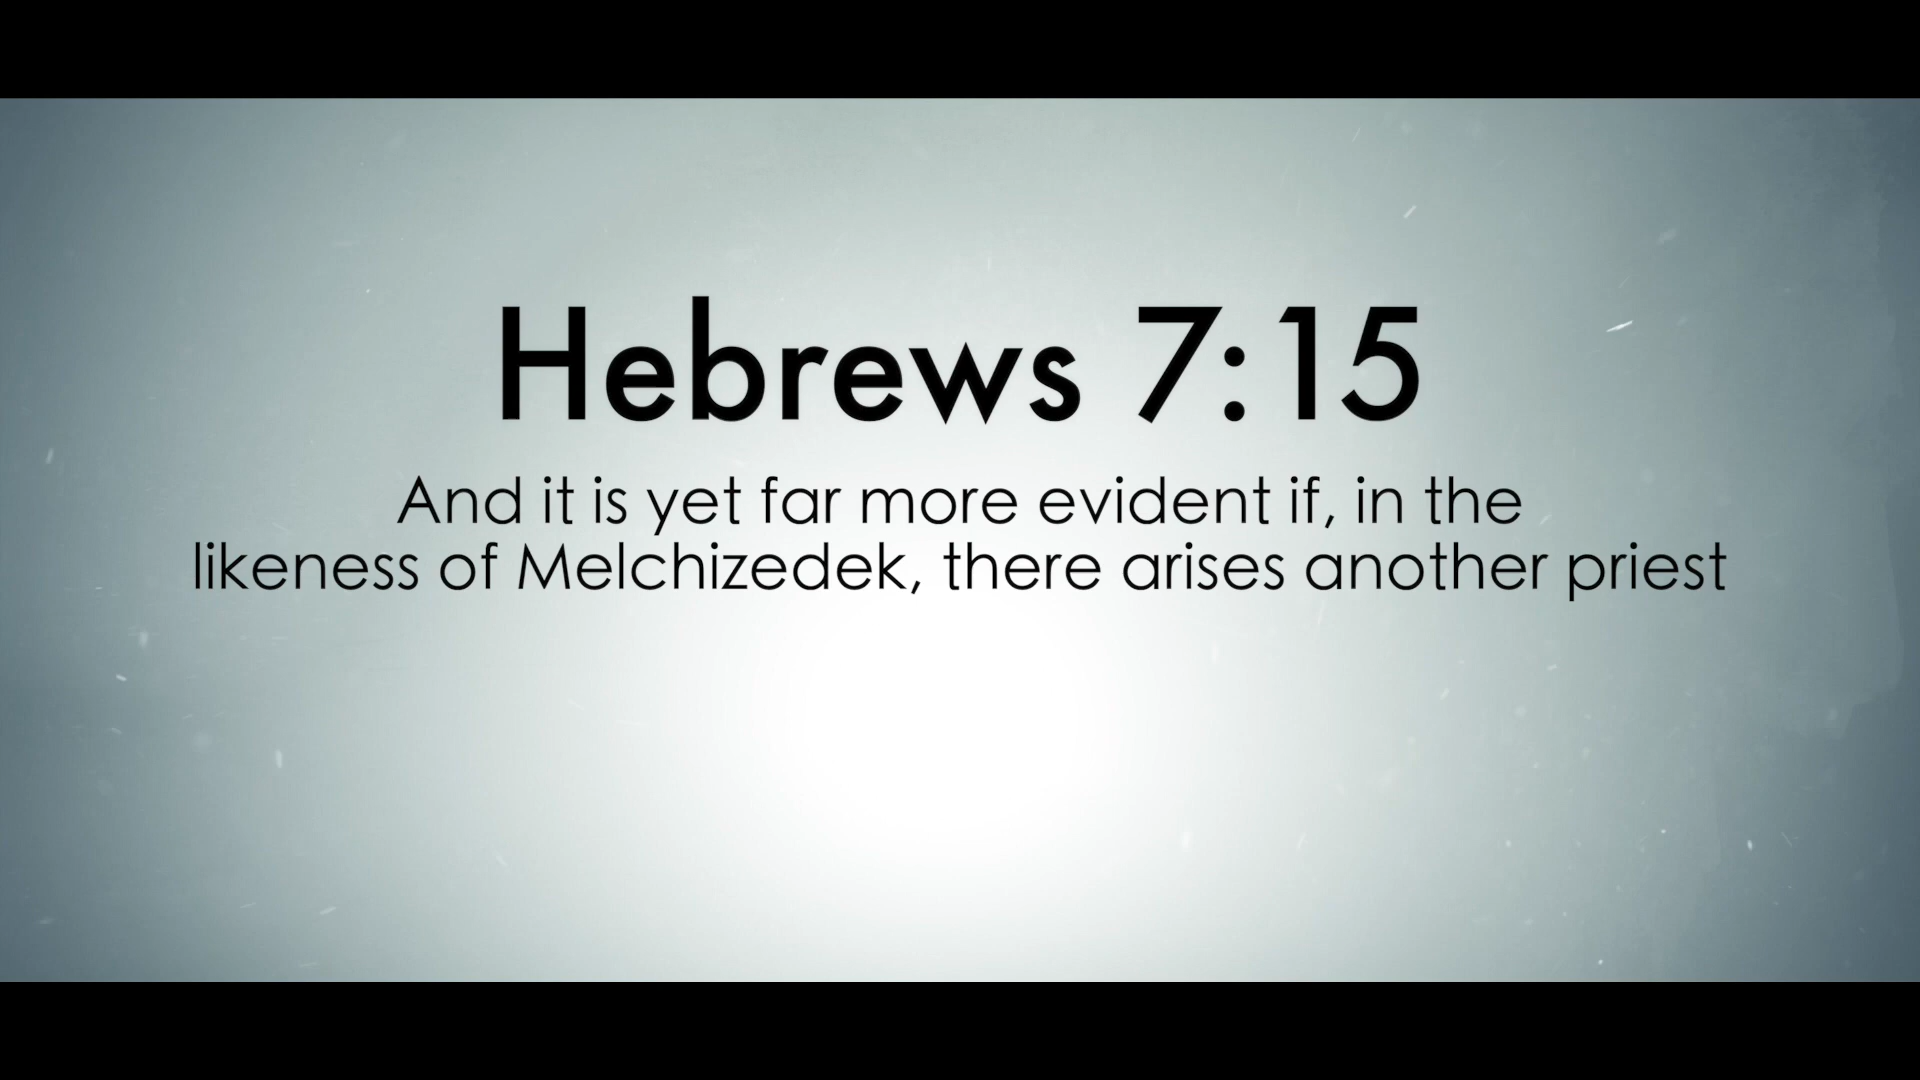 Hebrews 7:15
And it is yet far more evident if, in the
likeness of Melchizedek, there arises another priest